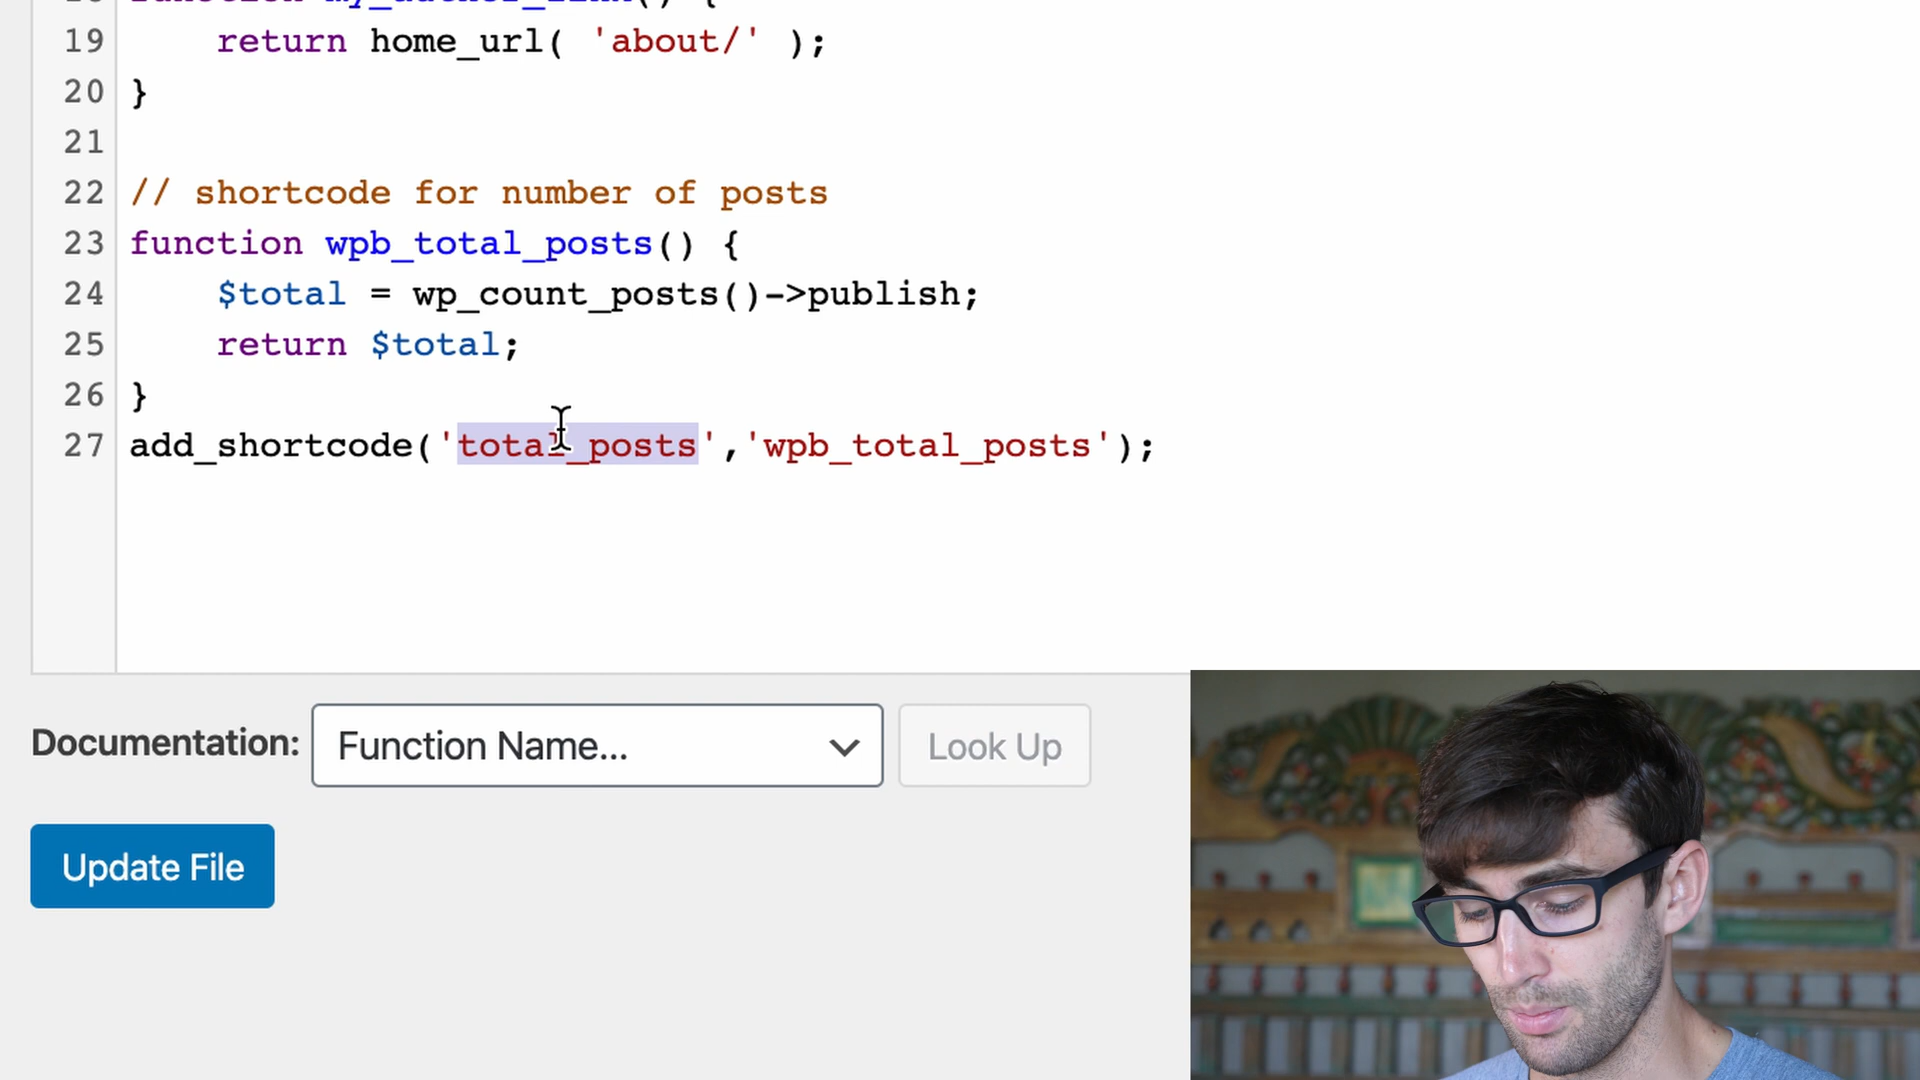 19 return home_url( 'about/' );
20 }
21
22 // shortcode for number of posts
23 function wpb_total_posts() {
24 $total = wp_count_posts()->publish;
25 return $total;
26 }
27 add_shortcode('total_posts','wpb_total_posts');
Documentation: Function Name... Look Up
Update File